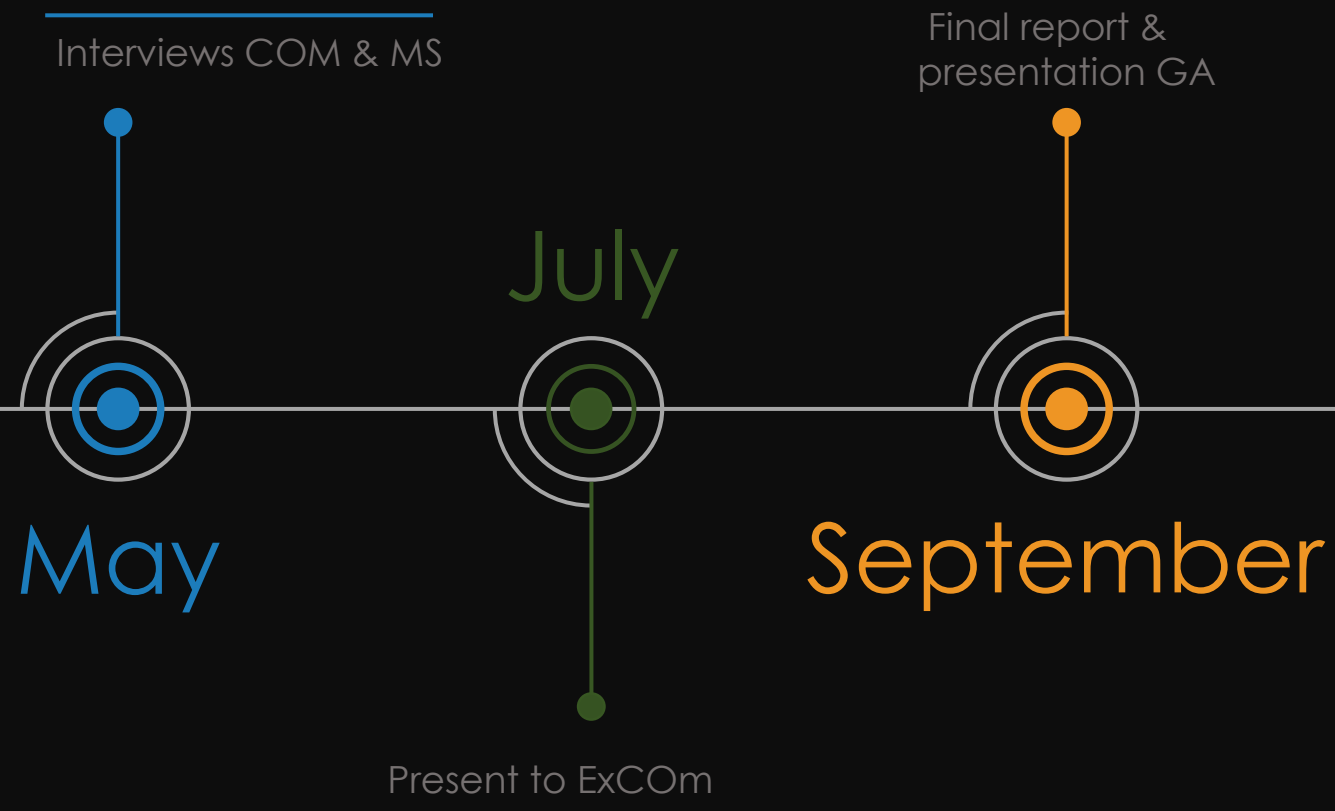 Interviews COM & MS
Final report &
presentation GA
July
May
September
Present to ExCOm